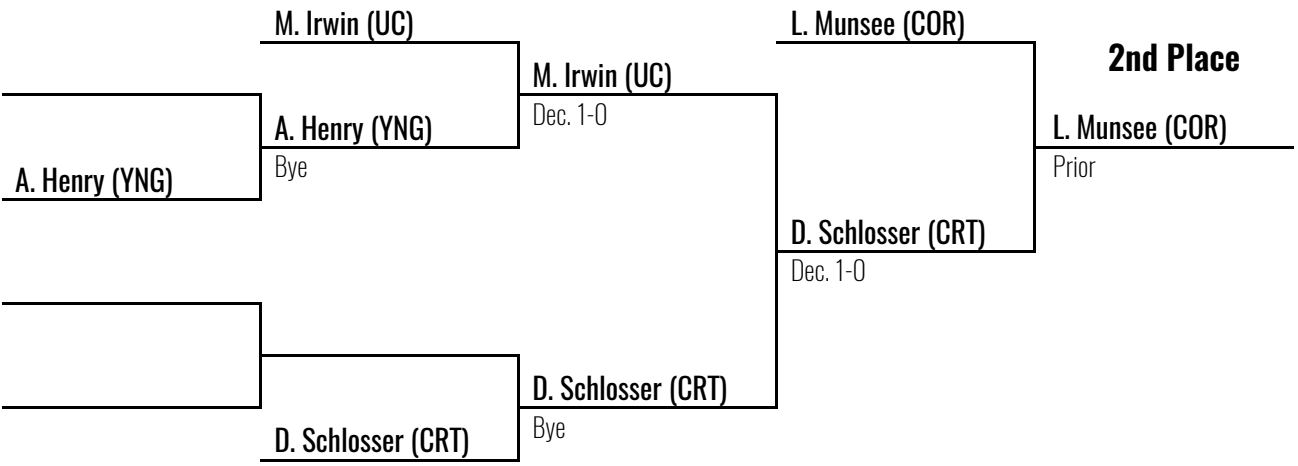 M. Irwin (UC)
L. Munsee (COR)
2nd Place
M. Irwin (UC)
Dec. 1-0
A. Henry (YNG)
Bye
L. Munsee (COR)
Prior
A. Henry (YNG)
D. Schlosser (CRT)
Dec. 1-0
D. Schlosser (CRT)
Bye
D. Schlosser (CRT)